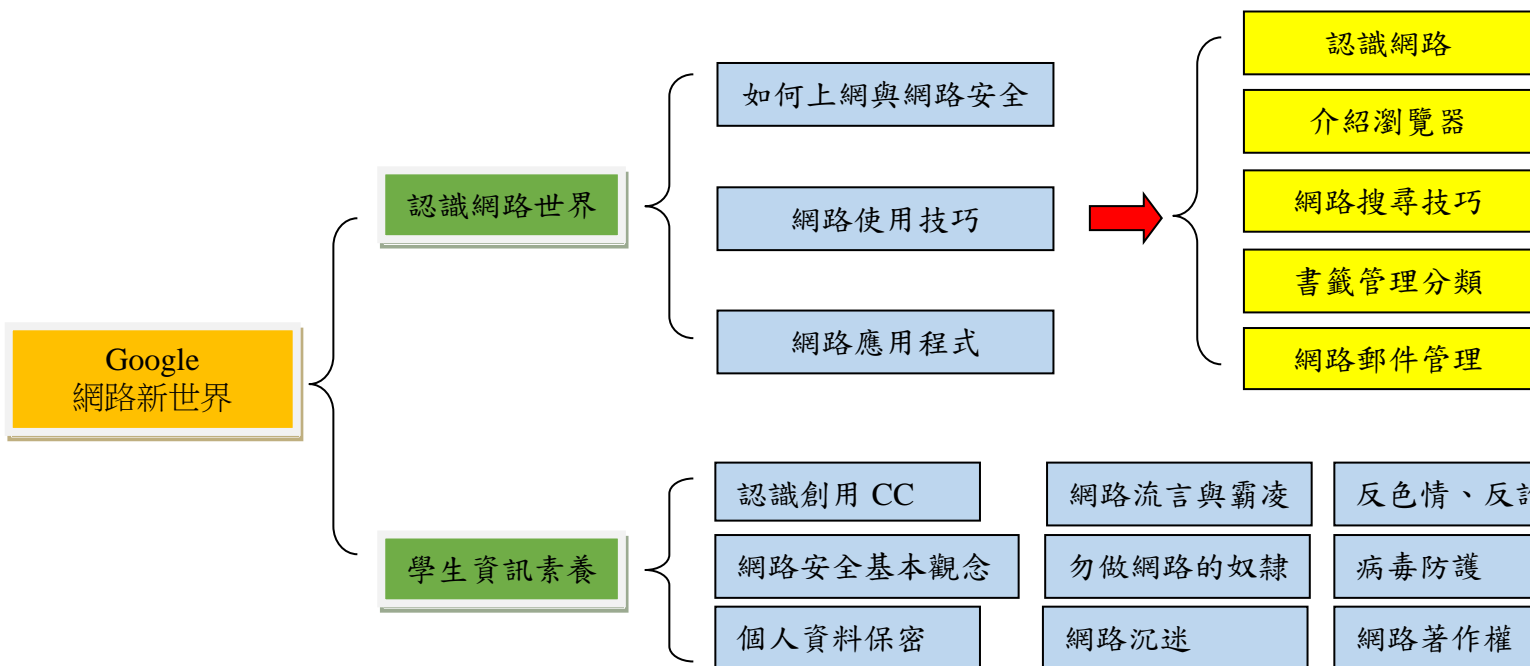 Google
網路新世界
認識網路世界
如何上網與網路安全
網路使用技巧
網路應用程式
認識網路
介紹瀏覽器
網路搜尋技巧
書籤管理分類
網路郵件管理
學生資訊素養
認識創用 CC
網路流言與霸凌
反色情、反
網路安全基本觀念
勿做網路的奴隸
病毒防護
個人資料保密
網路沉迷
網路著作權